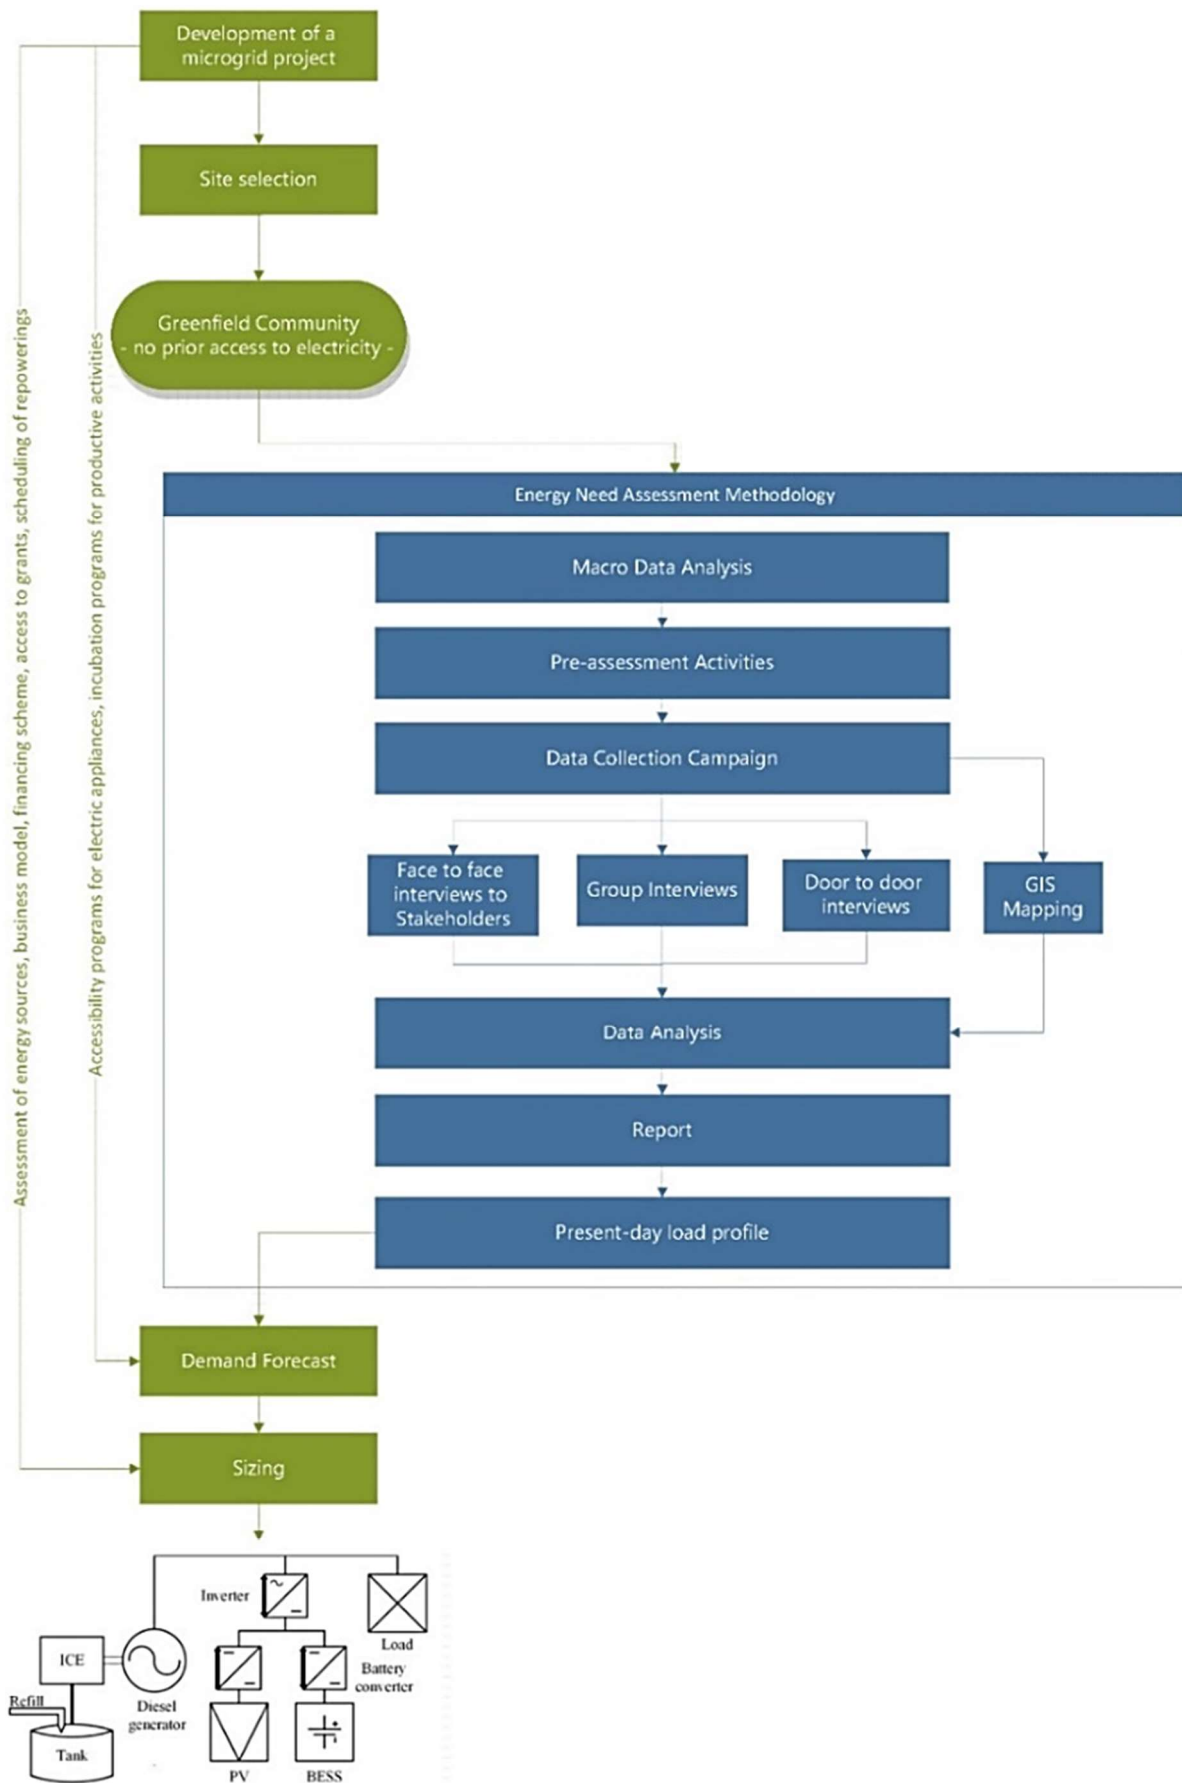 Development of a
microgrid project
Site selection
Greenfield Community
- no prior access to electricity -
Assessment of energy sources, business model, financing scheme, access to grants, scheduling of repowerings
Accessibility programs for electric appliances, incubation programs for productive activities
Energy Need Assessment Methodology
Macro Data Analysis
Pre-assessment Activities
Data Collection Campaign
Face to face
interviews to
Stakeholders
Group Interviews
Door to door
interviews
GIS
Mapping
Data Analysis
Report
Present-day load profile
Demand Forecast
Sizing
Inverter
Load
ICE
Battery
converter
Refill
Diesel
generator
Tank
PV
BESS